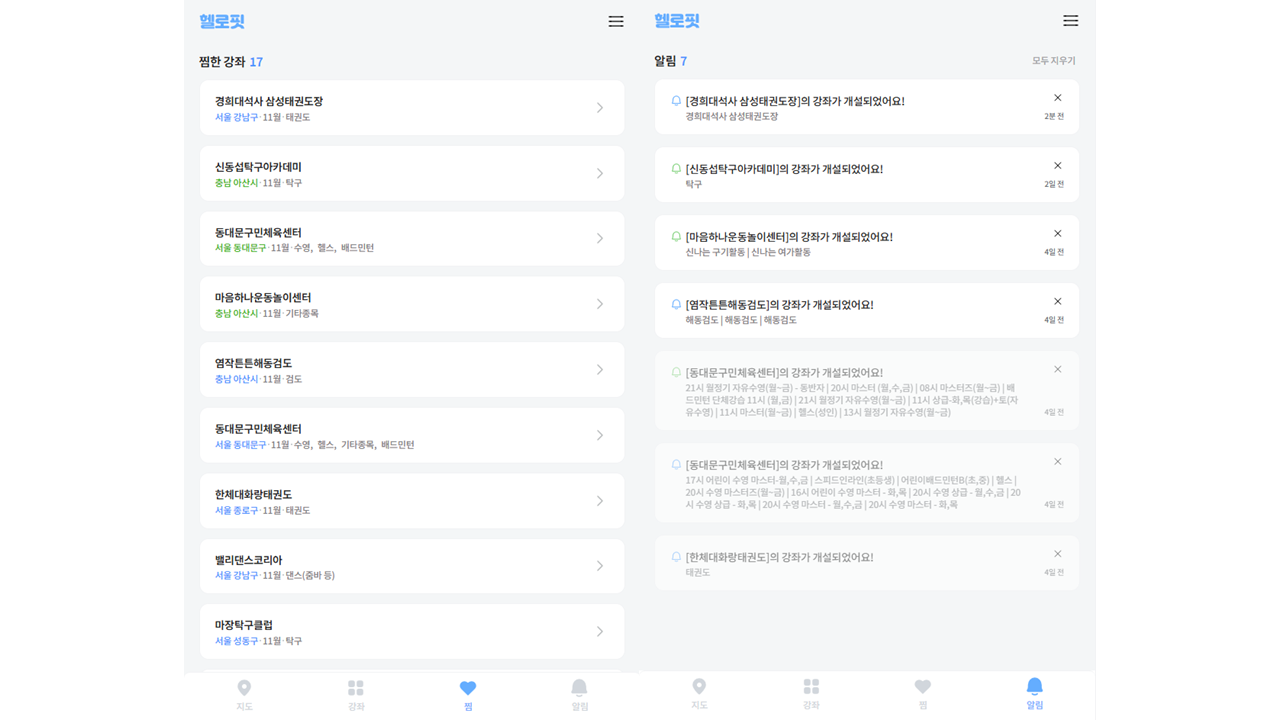 헬로핏
찜한 강좌 17
경희대석사 삼성태권도장
서울 강남구·11월·태권도
신동섭탁구아카데미
충남 아산시·11월·탁구
동대문구민체육센터
서울 동대문구·11월·수영, 헬스, 배드민턴
마음하나운동놀이센터
충남 아산시·11월·기타종목
염작튼튼해동검도
충남 아산시·11월·검도
동대문구민체육센터
서울 동대문구·11월·수영, 헬스, 기타종목, 배드민턴
한체대화랑태권도
서울 종로구·11월·태권도
밸리댄스코리아
서울 강남구·11월·댄스(줌바 등)
마장탁구클럽
서울 성동구·11월·탁구
지도 강좌 찜 알림
헬로핏
알림 7 모두 지우기
[경희대석사 삼성태권도장]의 강좌가 개설되었어요!
경희대석사 삼성태권도장 2분 전
[신동섭탁구아카데미]의 강좌가 개설되었어요!
탁구 2일 전
[마음하나운동놀이센터]의 강좌가 개설되었어요!
신나는 구기활동 | 신나는 여가활동 4일 전
[염작튼튼해동검도]의 강좌가 개설되었어요!
해동검도 | 해동검도 | 해동검도 4일 전
[동대문구민체육센터]의 강좌가 개설되었어요!
21시 월정기 자유수영(월~금) - 동반자 | 20시 마스터 (월,수,금) | 08시 마스터즈(월~금) | 배
드민턴 단체강습 11시 (월,금) | 21시 월정기 자유수영(월~금) | 11시 상급-화,목(강습)+토(자
유수영) | 11시 마스터(월~금) | 헬스(성인) | 13시 월정기 자유수영(월~금) 4일 전
[동대문구민체육센터]의 강좌가 개설되었어요!
17시 어린이 수영 마스터-월,수,금 | 스피드인라인(초등생) | 어린이배드민턴B(초,중) | 헬스 |
20시 수영 마스터즈(월~금) | 16시 어린이 수영 마스터 - 화,목 | 20시 수영 상급 - 월,수,금 | 20
시 수영 상급 - 화,목 | 20시 수영 마스터 - 월,수,금 | 20시 수영 마스터 - 화,목 4일 전
[한체대화랑태권도]의 강좌가 개설되었어요!
태권도 4일 전
지도 강좌 찜 알림